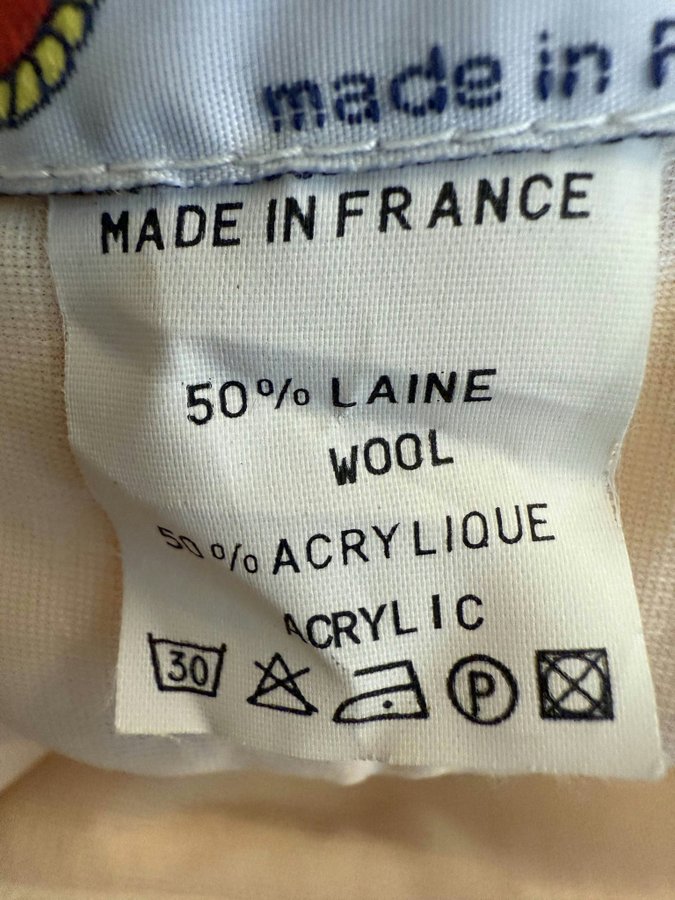 made in F
MADE IN FRANCE
50% LAINE
WOOL
50% ACRYLIQUE
ACRYLIC
30 P